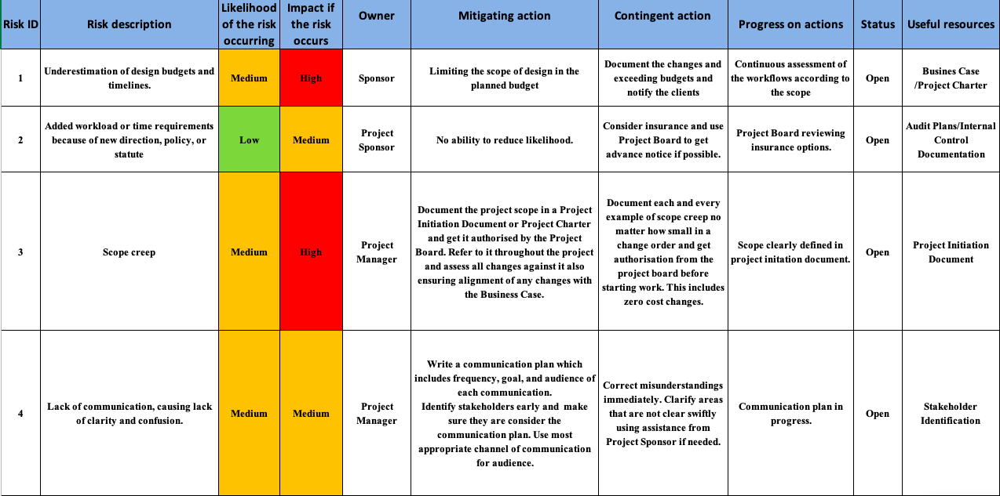 Risk ID
Risk description
Likelihood
of the risk
occurring
Impact if
the risk
occurs
Owner
Mitigating action
Contingent action
Progress on actions
Status
Useful resources
1
Underestimation of design budgets and
timelines.
Medium
High
Sponsor
Limiting the scope of design in the
planned budget
Document the changes and
exceeding budgets and
notify the clients
Continuous assessment of
the workflows according to
the scope
Open
Busines Case
/Project Charter
2
Added workload or time requirements
because of new direction, policy, or
statute
Low
Medium
Project
Sponsor
No ability to reduce likelihood.
Consider insurance and use
Project Board to get
advance notice if possible.
Project Board reviewing
insurance options.
Open
Audit Plans/Internal
Control
Documentation
3
Scope creep
Medium
High
Project
Manager
Document the project scope in a Project
Initiation Document or Project Charter
and get it authorised by the Project
Board. Refer to it throughout the project
and assess all changes against it also
ensuring alignment of any changes with
the Business Case.
Document each and every
example of scope creep no
matter how small in a
change order and get
authorisation from the
project board before
starting work. This includes
zero cost changes.
Scope clearly defined in
project initation document.
Open
Project Initiation
Document
4
Lack of communication, causing lack
of clarity and confusion.
Medium
Medium
Project
Manager
Write a communication plan which
includes frequency, goal, and audience of
each communication.
Identify stakeholders early and make
sure they are consider the
communication plan. Use most
appropriate channel of communication
for audience.
Correct misunderstandings
immediately. Clarify areas
that are not clear swiftly
using assistance from
Project Sponsor if needed.
Communication plan in
progress.
Open
Stakeholder
Identification